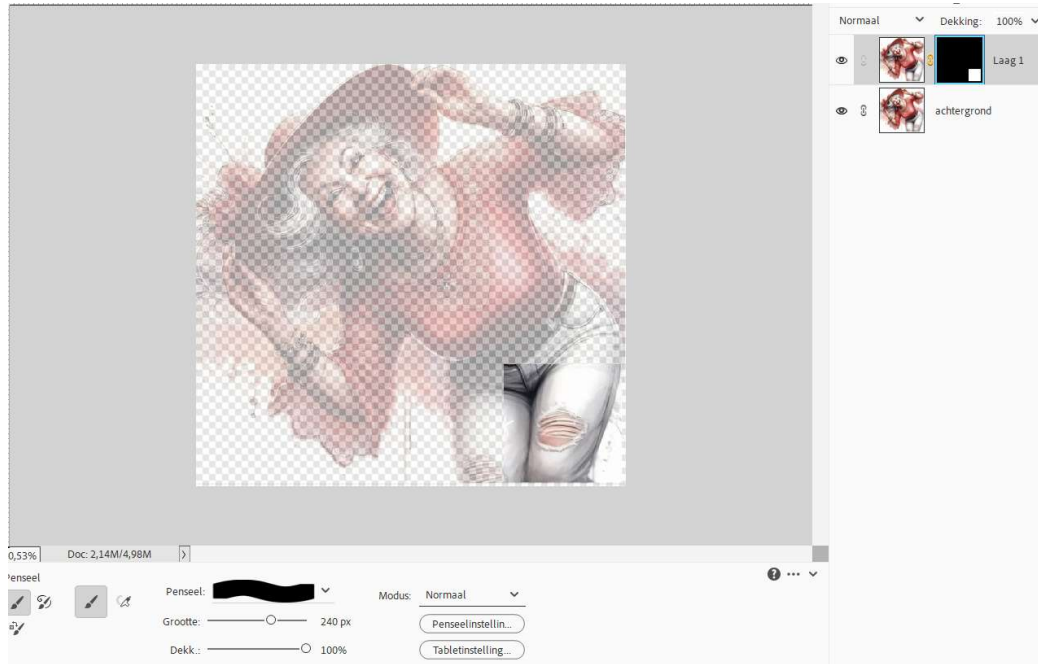 Normaal Dekking: 100%
Laag 1
achtergrond
0,53% Doc: 2,14M/4,98M
Penseel
Penseel:
Modus: Normaal
Grootte: 240 px
Penseelinstellin...
Dekk.: 100%
Tabletinstelling...